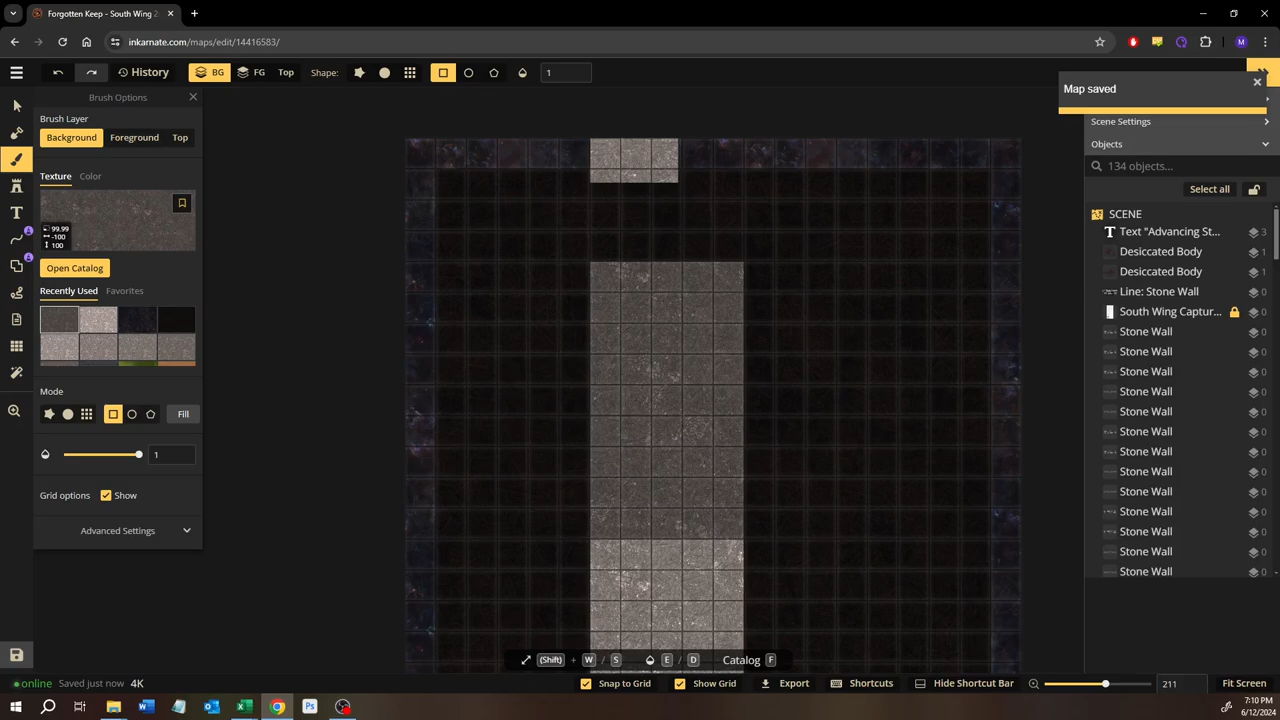 Forgotten Keep - South Wing 2
inkarnate.com/maps/edit/14416583/
M
History
BG
FG
Top
Shape:
1
Map saved
Brush Options
Brush Layer
Background
Foreground
Top
Scene Settings
Objects
134 objects...
Select all
Texture
Color
99.99
-100
100
Open Catalog
Recently Used
Favorites
Mode
Fill
1
Grid options
Show
Advanced Settings
SCENE
Text "Advancing St... 3
Desiccated Body 1
Desiccated Body 1
Line: Stone Wall 0
South Wing Captur... 0
Stone Wall 0
Stone Wall 0
Stone Wall 0
Stone Wall 0
Stone Wall 0
Stone Wall 0
Stone Wall 0
Stone Wall 0
Stone Wall 0
Stone Wall 0
Stone Wall 0
Stone Wall 0
Stone Wall 0
(Shift) + W / S E / D Catalog F
online Saved just now 4K
Snap to Grid
Show Grid
Export
Shortcuts
Hide Shortcut Bar
211
Fit Screen
7:10 PM
6/12/2024